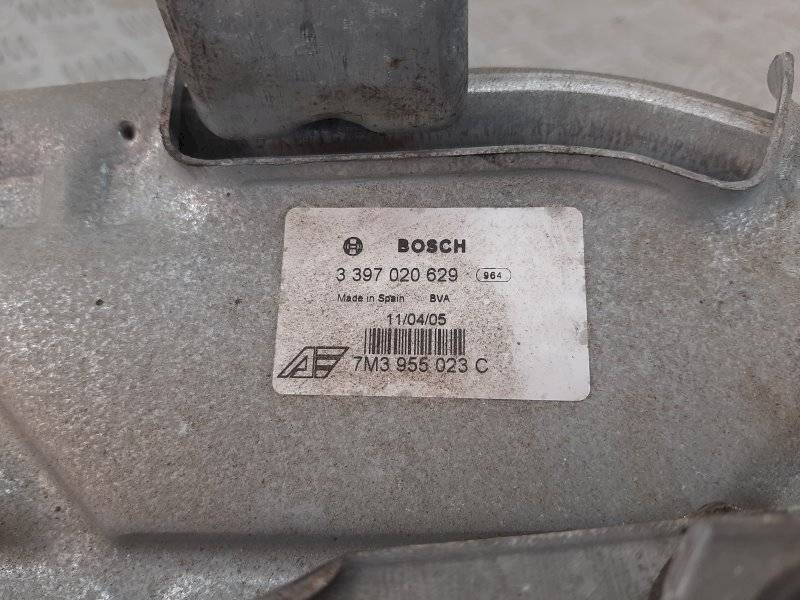 BOSCH
3 397 020 629 964
Made in Spain BVA
11/04/05
7M3 955 023 C